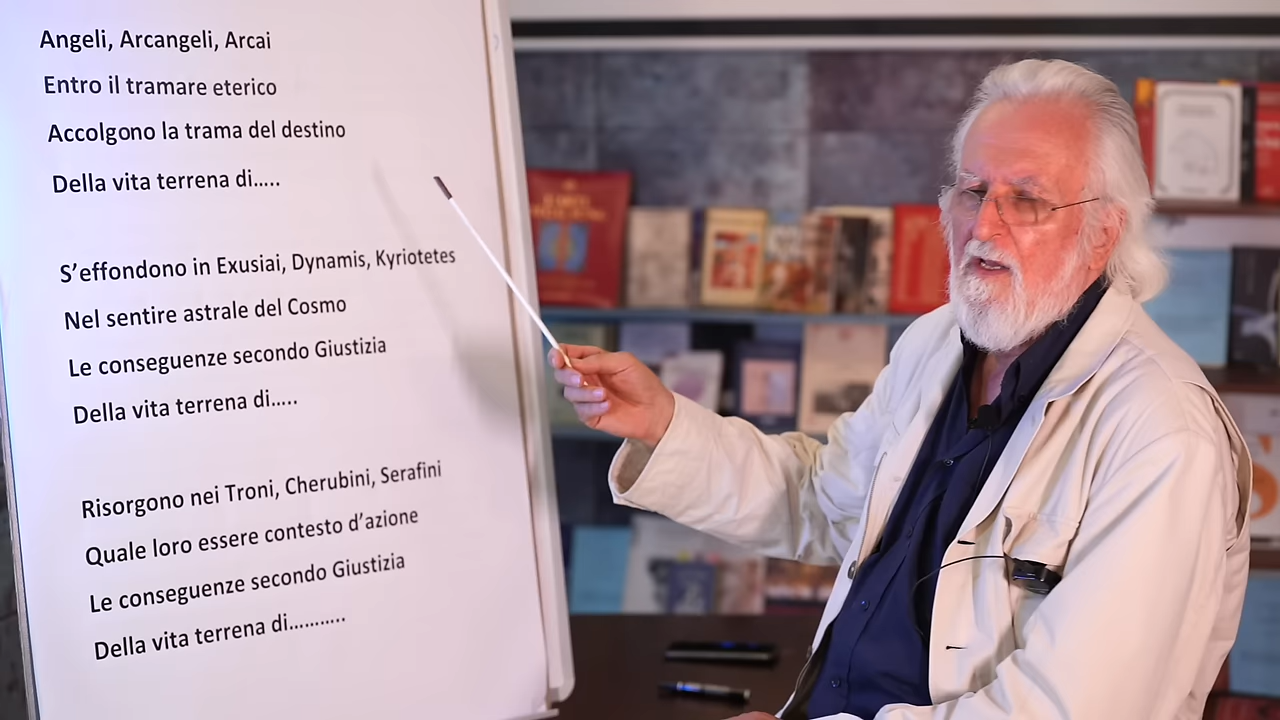 Angeli, Arcangeli, Arcai
Entro il tramare eterico
Accolgono la trama del destino
Della vita terrena di.....
S’effondono in Exusiai, Dynamis, Kyriotetes
Nel sentire astrale del Cosmo
Le conseguenze secondo Giustizia
Della vita terrena di.....
Risorgono nei Troni, Cherubini, Serafini
Quale loro essere contesto d’azione
Le conseguenze secondo Giustizia
Della vita terrena di...........